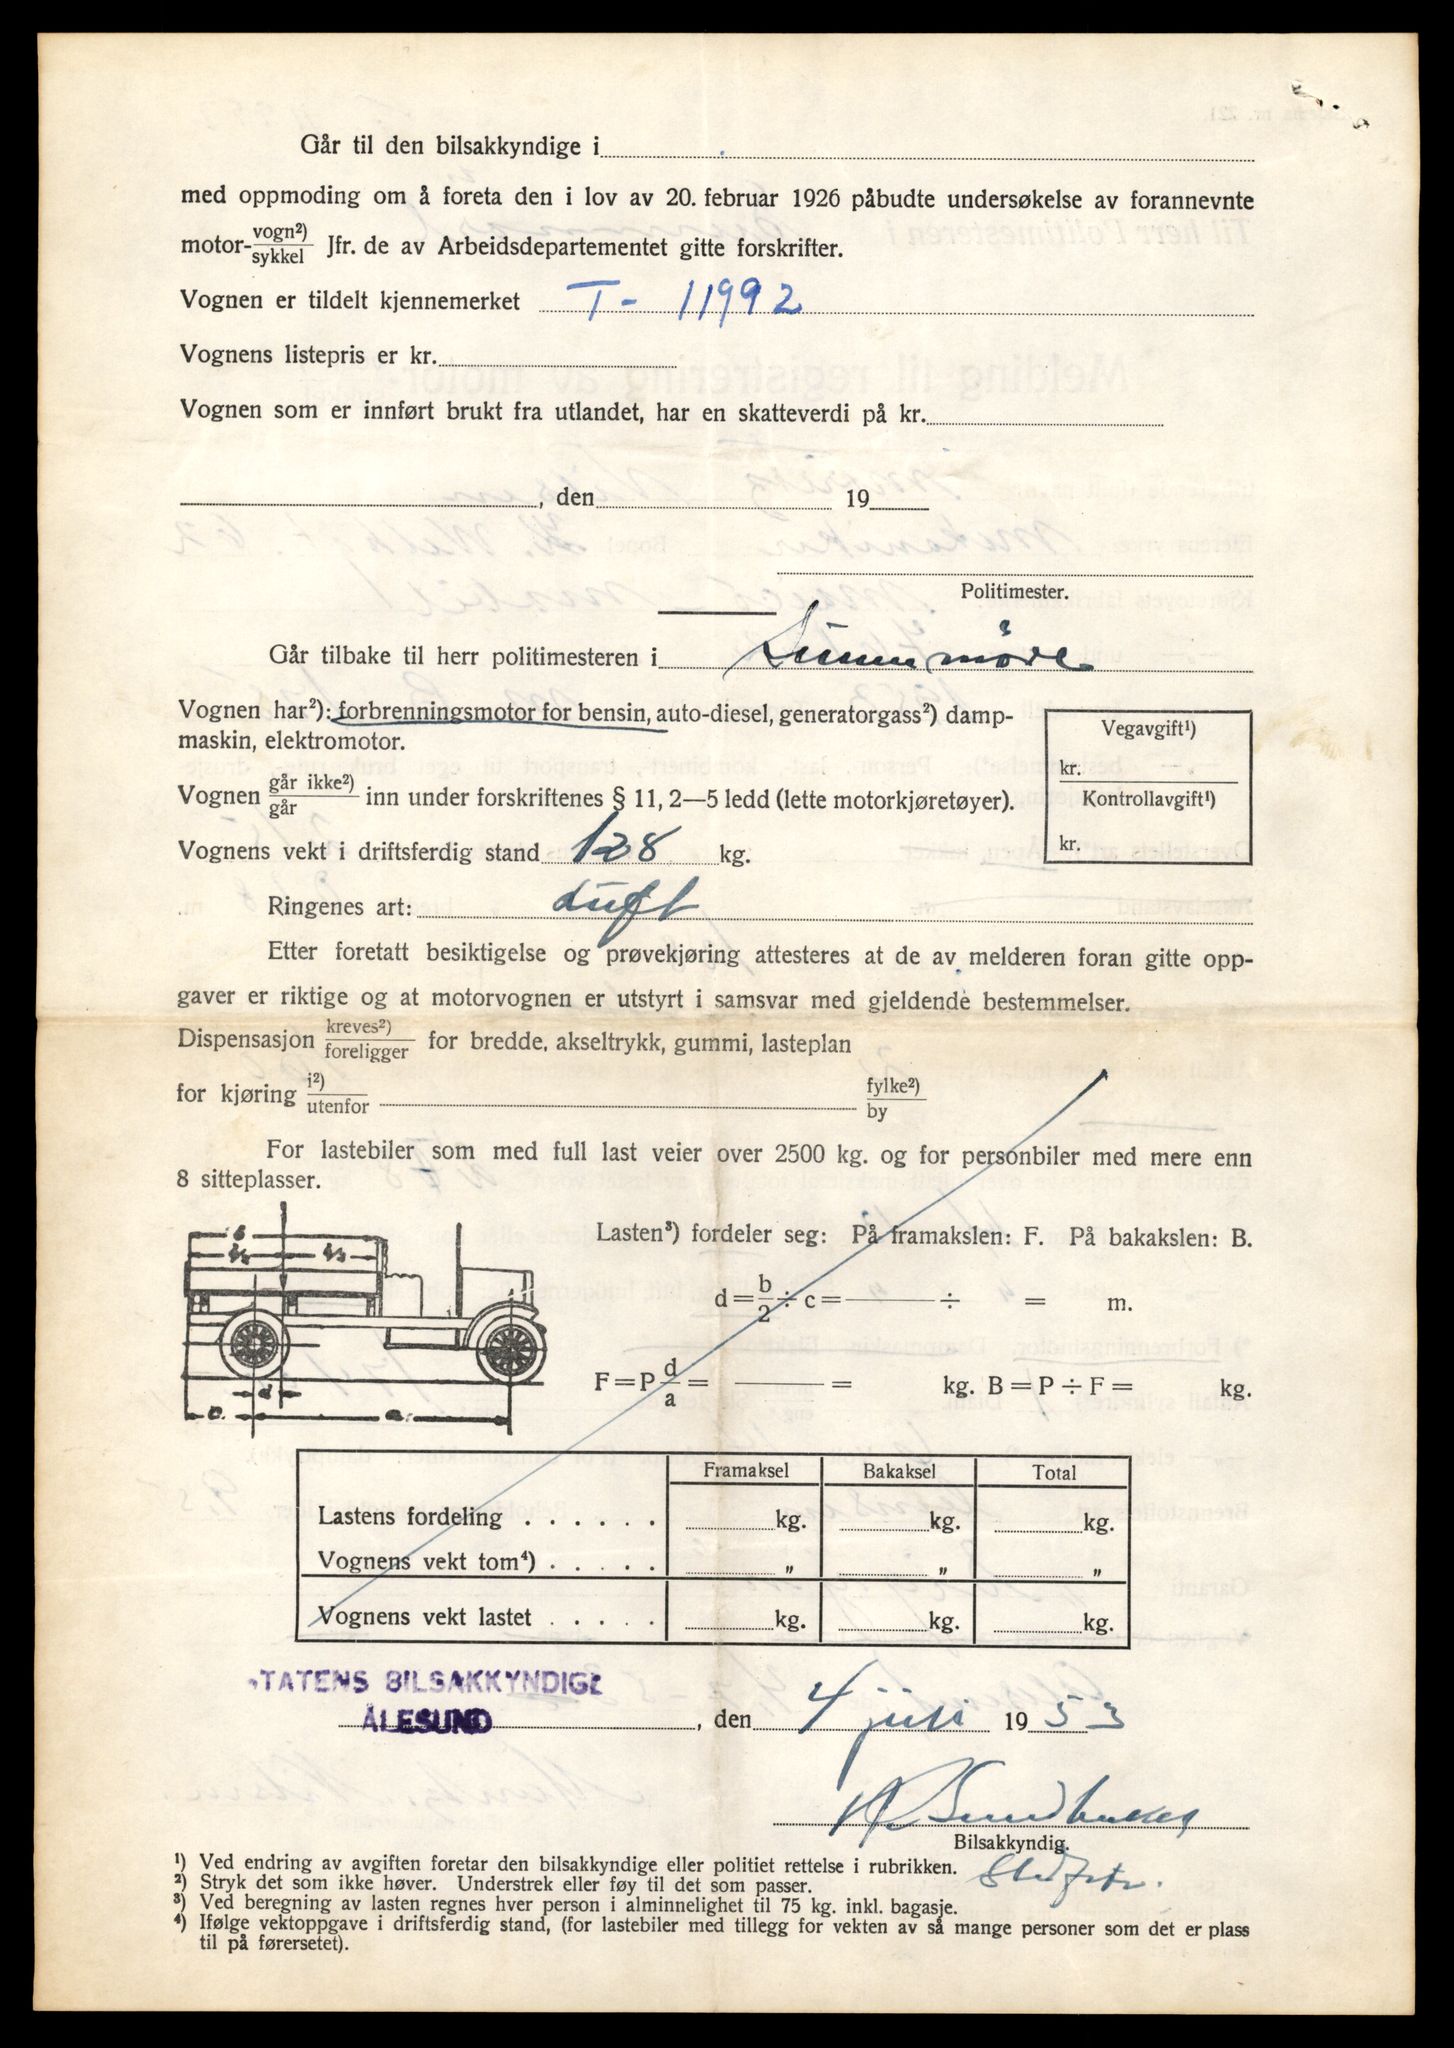 Går til den bilsakkyndige i
med oppmoding om å foreta den i lov av 20. februar 1926 påbudte undersøkelse av forannevnte
motor-vogn²)/sykkel Jfr. de av Arbeidsdepartementet gitte forskrifter.
Vognen er tildelt kjennemerket T- 11992
Vognens listepris er kr.
Vognen som er innført brukt fra utlandet, har en skatteverdi på kr.
, den 19
Politimester.
Går tilbake til herr politimesteren i Sunnmøre
Vognen har²): forbrenningsmotor for bensin, auto-diesel, generatorgass²) damp-
maskin, elektromotor.
Vegavgift¹)
kr.
Kontrollavgift¹)
kr.
Vognen går ikke²)/går inn under forskriftenes § 11, 2—5 ledd (lette motorkjøretøyer).
Vognens vekt i driftsferdig stand 128 kg.
Ringenes art: Luft
Etter foretatt besiktigelse og prøvekjøring attesteres at de av melderen foran gitte opp-
gaver er riktige og at motorvognen er utstyrt i samsvar med gjeldende bestemmelser.
Dispensasjon kreves²)/foreligger for bredde, akseltrykk, gummi, lasteplan
for kjøring i²)/utenfor fylke²)/by
For lastebiler som med full last veier over 2500 kg. og for personbiler med mere enn
8 sitteplasser.
Lasten³) fordeler seg: På framakslen: F. På bakakslen: B.
d = b/2 ÷ c = — ÷ = m.
F = P d/a = — = kg. B = P ÷ F = kg.
b
d
c. a.
Framaksel Bakaksel Total
Lastens fordeling . . . . . . kg. kg. kg.
Vognens vekt tom⁴) . . . . . „ „ „
Vognens vekt lastet . . . . . kg. kg. kg.
STATENS BILSAKKYNDIGE
ÅLESUND , den 4 juli 1953
Bilsakkyndig.
¹) Ved endring av avgiften foretar den bilsakkyndige eller politiet rettelse i rubrikken.
²) Stryk det som ikke høver. Understrek eller føy til det som passer.
³) Ved beregning av lasten regnes hver person i alminnelighet til 75 kg. inkl. bagasje.
⁴) Ifølge vektoppgave i driftsferdig stand, (for lastebiler med tillegg for vekten av så mange personer som det er plass
til på førersetet).